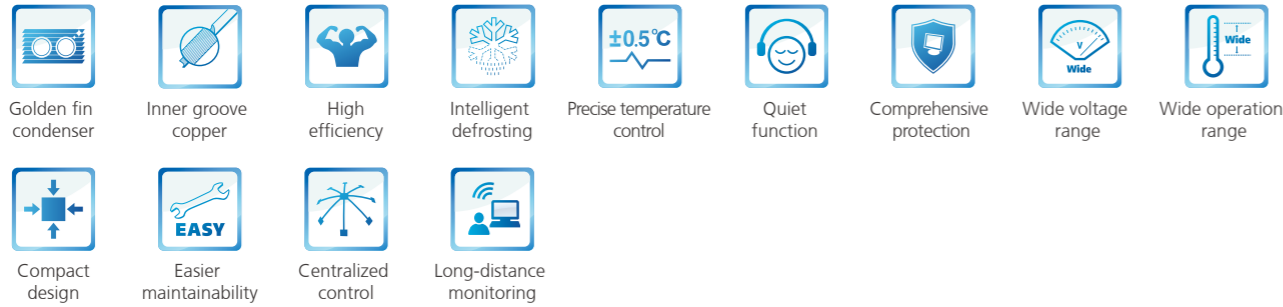 ±0.5°C
V
Wide
Wide
Golden fin
condenser
Inner groove
copper
High
efficiency
Intelligent
defrosting
Precise temperature
control
Quiet
function
Comprehensive
protection
Wide voltage
range
Wide operation
range
EASY
Compact
design
Easier
maintainability
Centralized
control
Long-distance
monitoring